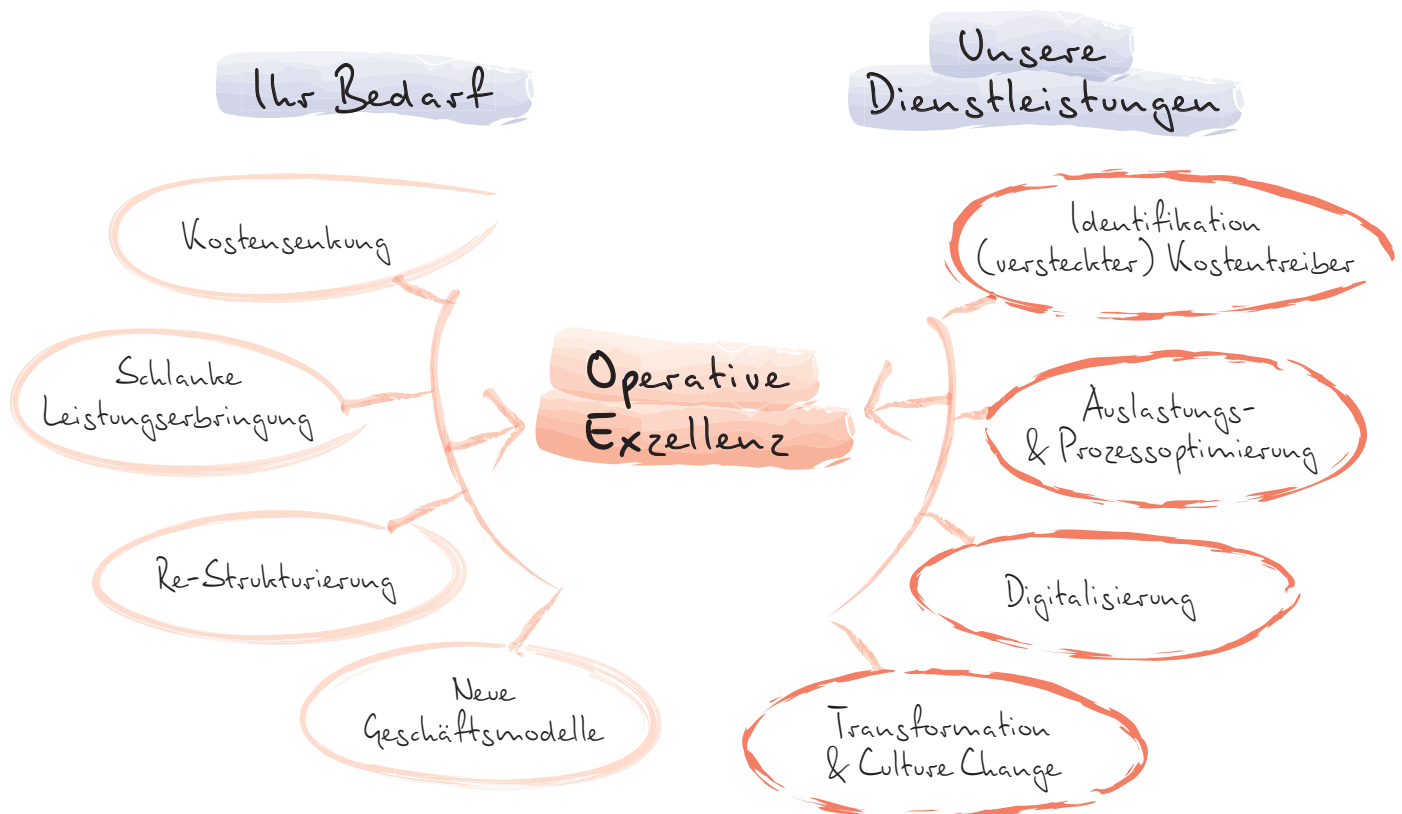 Ihr Bedarf
Kostensenkung
Schlanke
Leistungserbringung
Re-Strukturierung
Neue
Geschäftsmodelle
Operative
Exzellenz
Unsere
Dienstleistungen
Identifikation
(versteckter) Kostentreiber
Auslastungs-
& Prozessoptimierung
Digitalisierung
Transformation
& Culture Change